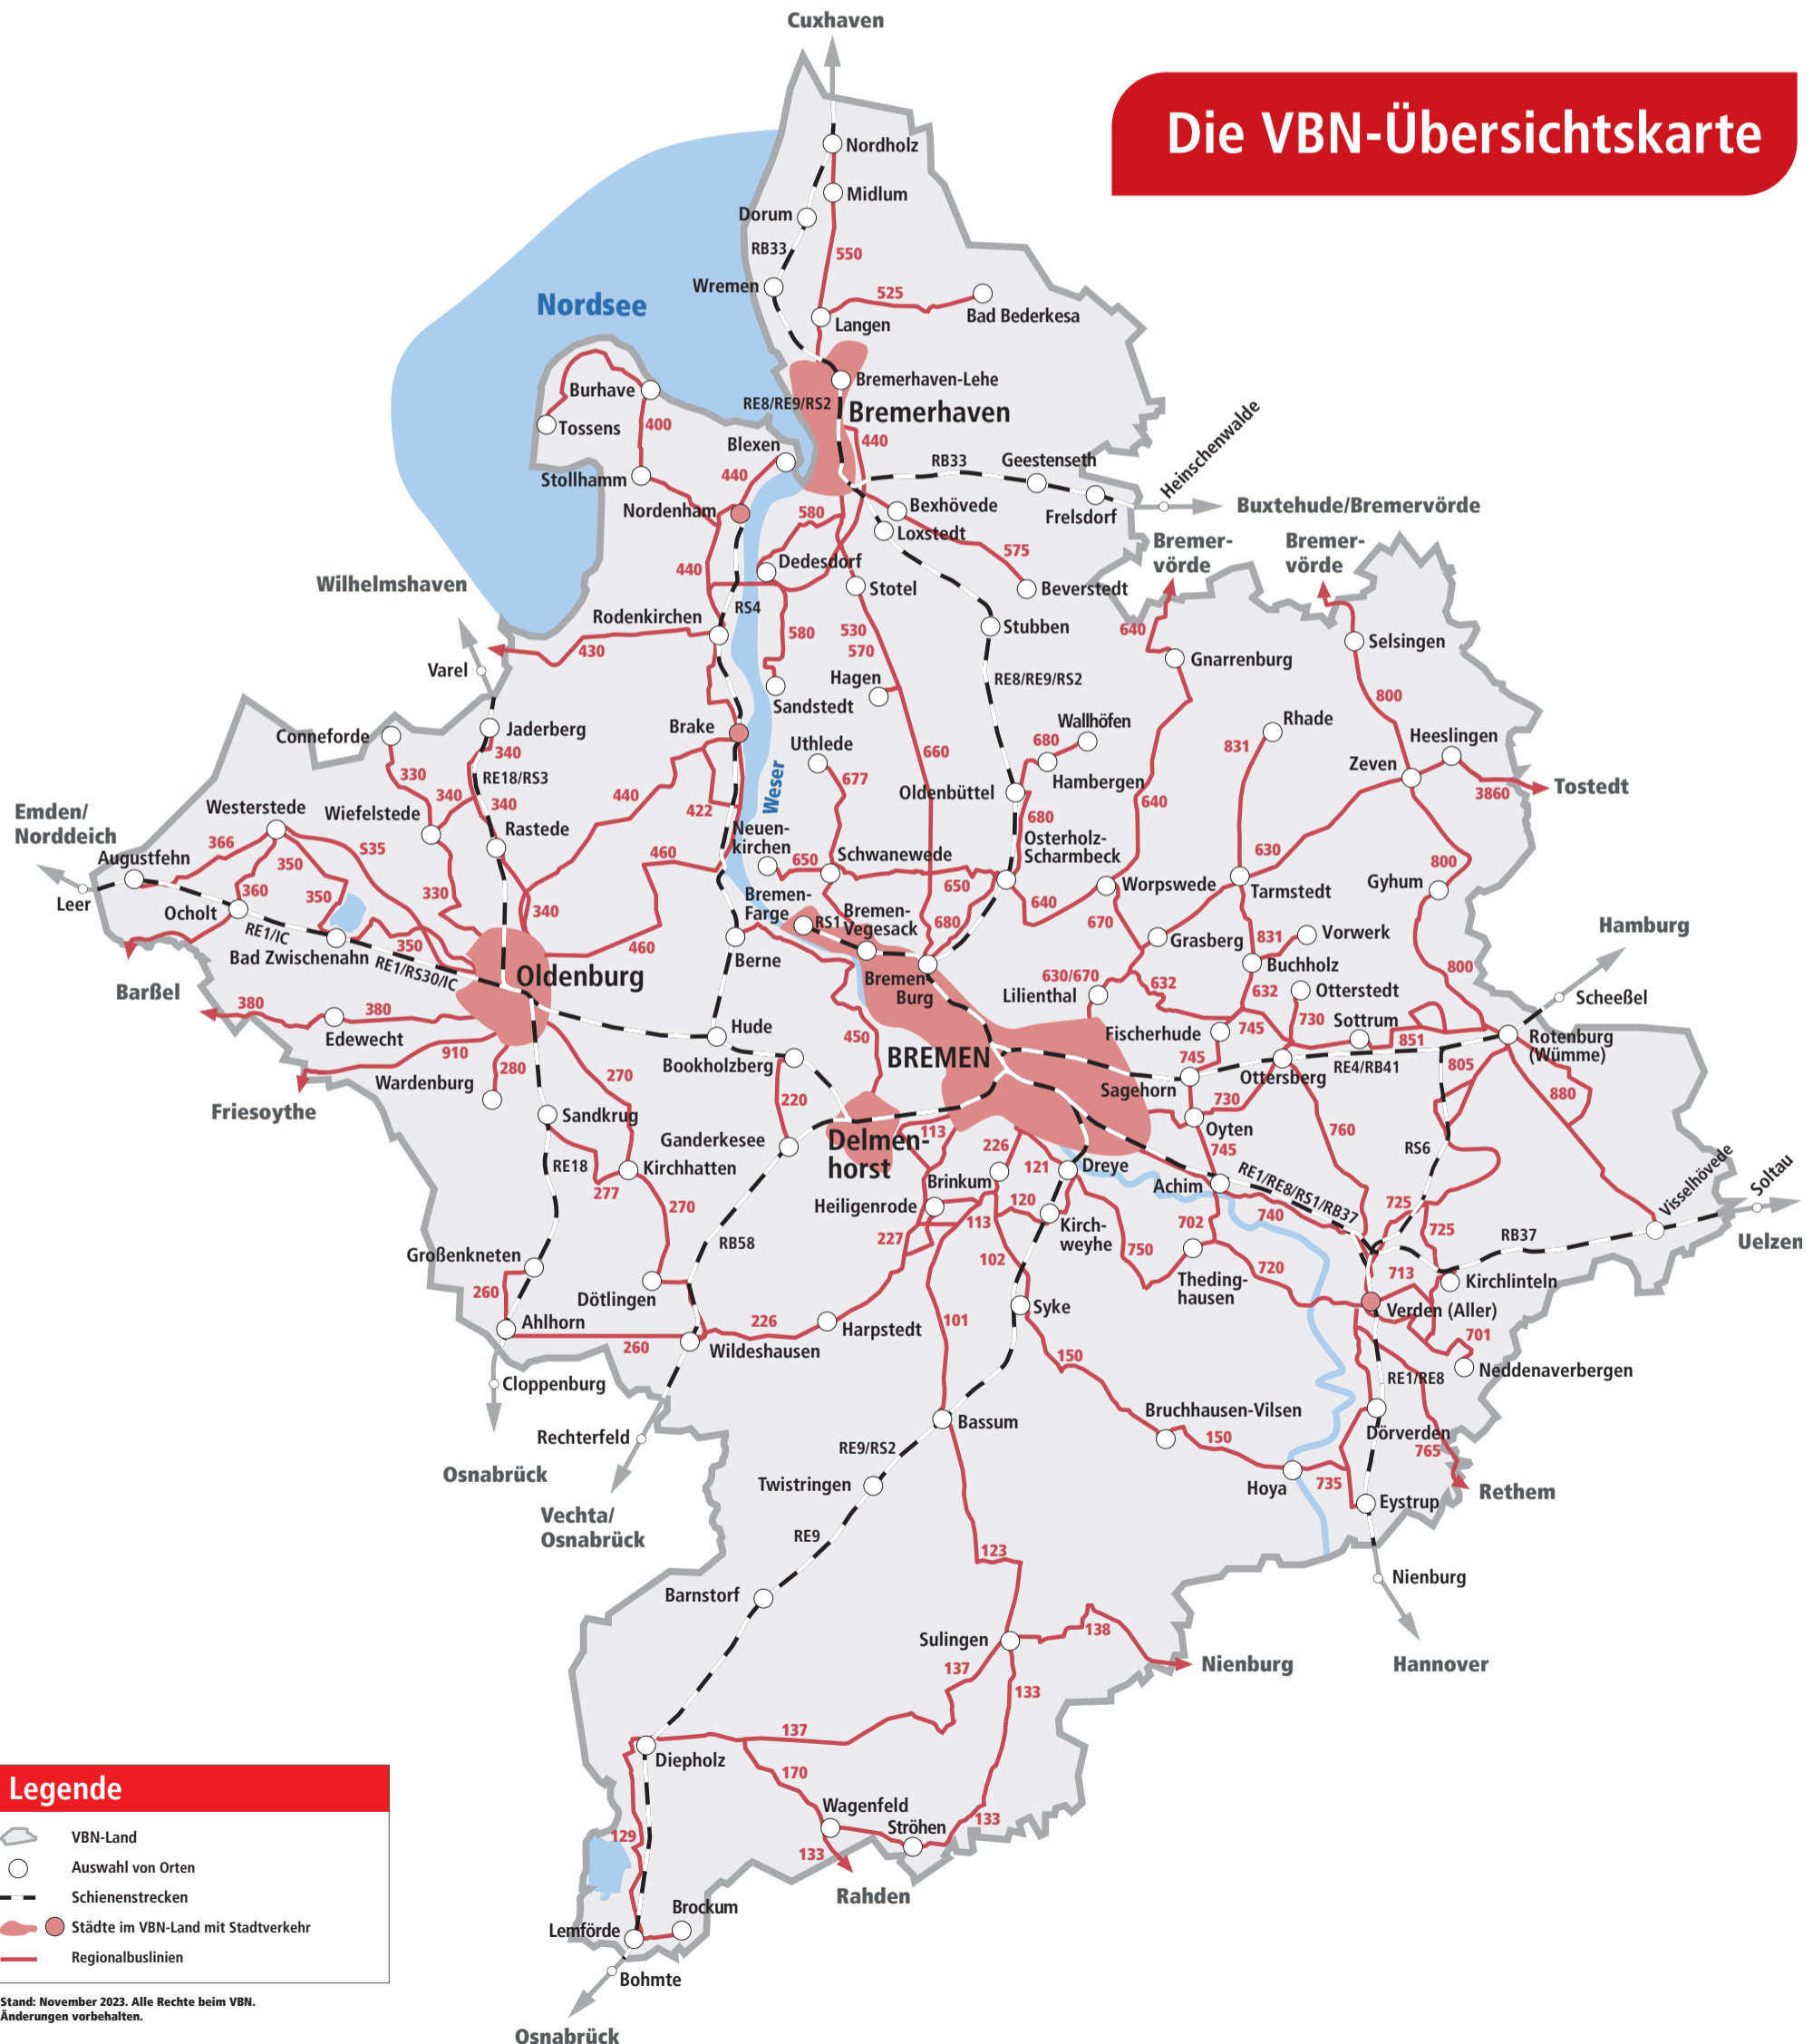 Cuxhaven
Die VBN-Übersichtskarte
Nordholz
Midlum
Dorum
RB33
550
Wremen
525
Nordsee
Bad Bederkesa
Langen
Burhave
Bremerhaven-Lehe
RE8/RE9/RS2
Bremerhaven
Tossens
400
Blexen
440
Heinschenwalde
RB33
Geestenseth
Stollhamm
440
Bexhövede
Buxtehude/Bremervörde
Nordenham
580
Frelsdorf
Loxstedt
Bremer-
vörde
Bremer-
vörde
575
Dedesdorf
440
Wilhelmshaven
Stotel
Beverstedt
RS4
Rodenkirchen
580
530
570
Stubben
640
Selsingen
430
Gnarrenburg
Varel
Hagen
RE8/RE9/RS2
Sandstedt
800
Wallhöfen
Rhade
Jaderberg
Brake
Conneforde
Uthlede
680
831
Heeslingen
340
660
Zeven
330
RE18/RS3
677
Hambergen
Weser
340
440
Oldenbüttel
640
3860
Tostedt
340
422
Westerstede
Wiefelstede
Emden/
Norddeich
680
Rastede
Neuen-
kirchen
Osterholz-
Scharmbeck
366
S35
630
460
650
Schwanewede
Augustfehn
350
800
650
Worpswede
Tarmstedt
Gyhum
360
350
330
Leer
Bremen-
Farge
640
Ocholt
340
RS1
Bremen-
Vegesack
680
670
Hamburg
RE1/IC
350
460
Grasberg
831
Vorwerk
Bad Zwischenahn
RE1/RS30/IC
Berne
Buchholz
800
Oldenburg
Bremen-
Burg
630/670
632
Barßel
Lilienthal
632
Otterstedt
Scheeßel
380
380
730
Hude
Fischerhude
745
Sottrum
Edewecht
450
851
Rotenburg
(Wümme)
910
BREMEN
745
280
Bookholzberg
RE4/RB41
805
Wardenburg
270
Sagehorn
Ottersberg
880
Friesoythe
220
730
Sandkrug
113
Oyten
760
Ganderkesee
Delmen-
horst
226
745
RS6
RE18
Kirchhatten
121
Dreye
RE1/RE8/RS1/RB37
Visselhövede
Soltau
277
Brinkum
Achim
120
725
270
Heiligenrode
740
725
113
Kirch-
weyhe
702
RB37
227
Uelzen
RB58
750
102
Großenkneten
720
713
Kirchlinteln
Theding-
hausen
260
Dötlingen
Syke
Verden (Aller)
Ahlhorn
226
Harpstedt
101
701
260
Wildeshausen
150
Neddenaverbergen
RE1/RE8
Cloppenburg
Bruchhausen-Vilsen
Bassum
Dörverden
Rechterfeld
150
RE9/RS2
765
Osnabrück
Twistringen
735
Rethem
Hoya
Eystrup
Vechta/
Osnabrück
RE9
123
Nienburg
Barnstorf
138
Sulingen
Nienburg
Hannover
137
133
137
Diepholz
170
Legende
Wagenfeld
133
Ströhen
VBN-Land
129
133
Auswahl von Orten
Rahden
Schienenstrecken
Brockum
Städte im VBN-Land mit Stadtverkehr
Lemförde
Regionalbuslinien
Bohmte
Stand: November 2023. Alle Rechte beim VBN.
Änderungen vorbehalten.
Osnabrück